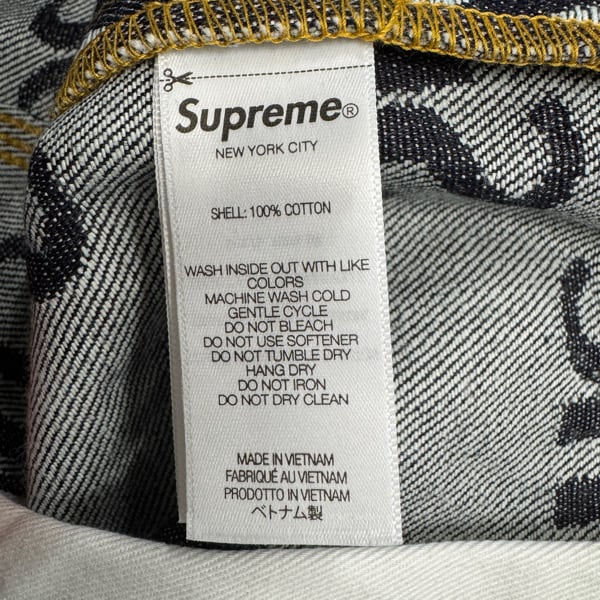 Supreme®
NEW YORK CITY
SHELL: 100% COTTON
WASH INSIDE OUT WITH LIKE
COLORS
MACHINE WASH COLD
GENTLE CYCLE
DO NOT BLEACH
DO NOT USE SOFTENER
DO NOT TUMBLE DRY
HANG DRY
DO NOT IRON
DO NOT DRY CLEAN
MADE IN VIETNAM
FABRIQUÉ AU VIETNAM
PRODOTTO IN VIETNAM
ベトナム製